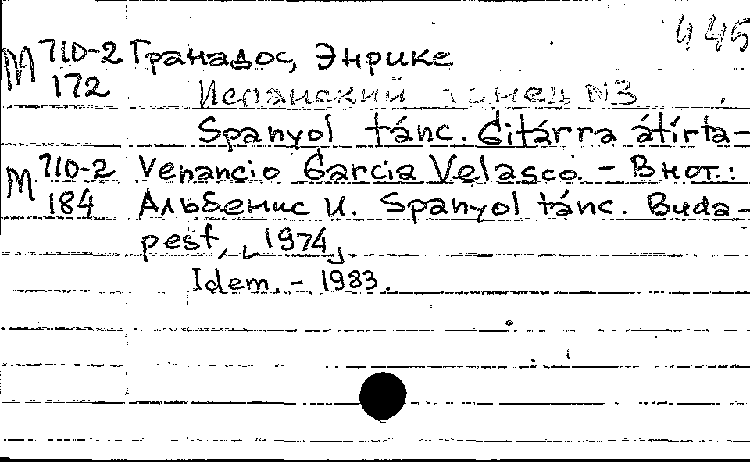 445
М 710-2 Гранадос, Энрике
172 Испанский танец N3
Spanyol tánc. Gitárra átírta-
М 710-2 Venancio Garcia Velasco. - В нот.:
184 Альбенис И. Spanyol tánc. Buda-
pest, [1974].
Idem. - 1983.